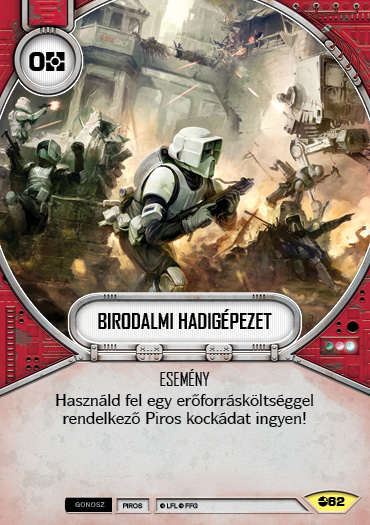 0
BIRODALMI HADIGÉPEZET
ESEMÉNY
Használd fel egy erőforrásköltséggel
rendelkező Piros kockádat ingyen!
GONOSZ PIROS © LFL © FFG 62